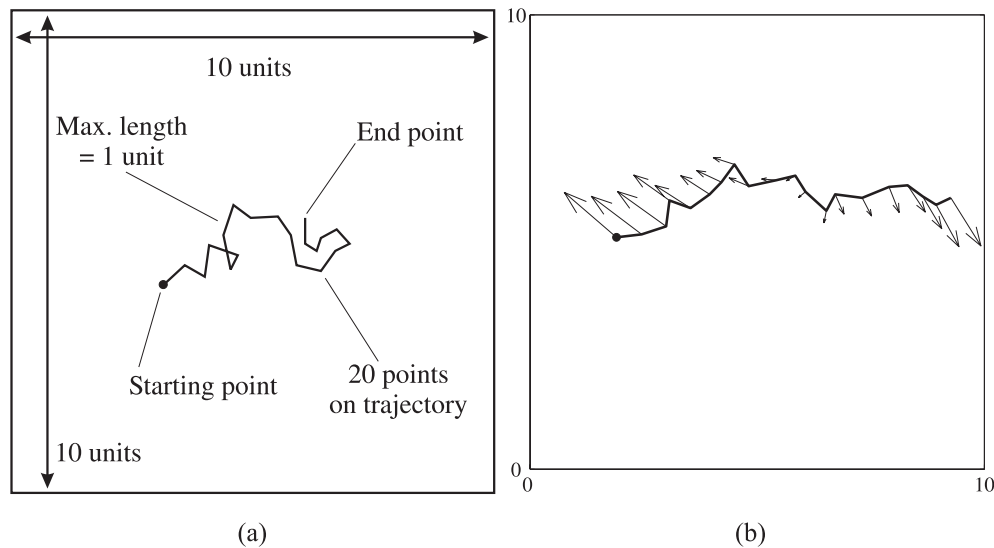 10 units
Max. length
= 1 unit
End point
Starting point
20 points
on trajectory
10 units
(a)
10
0
0
10
(b)